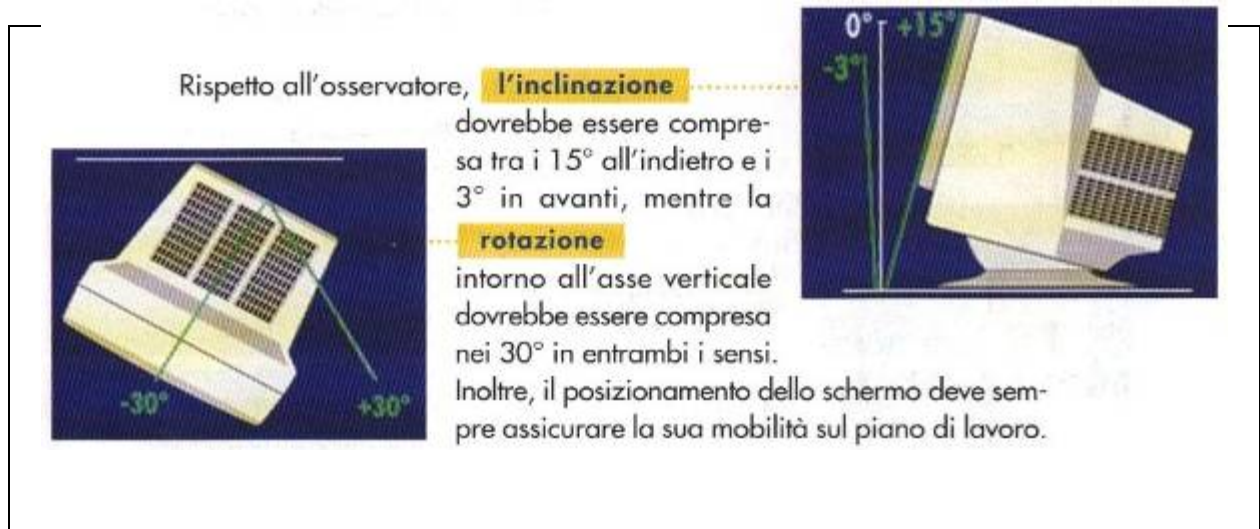 0° +15°
-3°
Rispetto all'osservatore, l'inclinazione
dovrebbe essere compre-
sa tra i 15° all'indietro e i
3° in avanti, mentre la
rotazione
intorno all'asse verticale
dovrebbe essere compresa
nei 30° in entrambi i sensi.
Inoltre, il posizionamento dello schermo deve sem-
pre assicurare la sua mobilità sul piano di lavoro.
-30° +30°